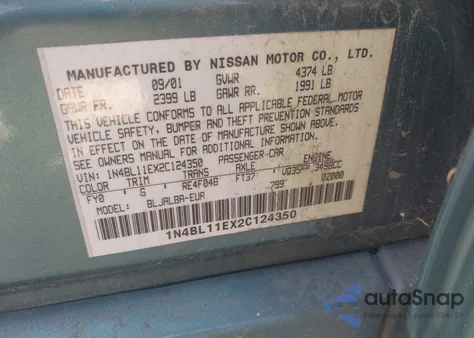 MANUFACTURED BY NISSAN MOTOR CO., LTD.
09/01 GVWR 4374 LB
GAWR FR. 2399 LB GAWR RR. 1991 LB
THIS VEHICLE CONFORMS TO ALL APPLICABLE FEDERAL MOTOR
VEHICLE SAFETY, BUMPER AND THEFT PREVENTION STANDARDS
IN EFFECT ON THE DATE OF MANUFACTURE SHOWN ABOVE.
SEE OWNERS MANUAL FOR ADDITIONAL INFORMATION.
VIN: 1N4BL11EX2C124350 PASSENGER-CAR
COLOR TRIM TRANS AXLE ENGINE
FY0 G RE4F04B FT37 3498CC
MODEL: BLJALBA-EUA 799 02000
1N4BL11EX2C124350
autoSnap